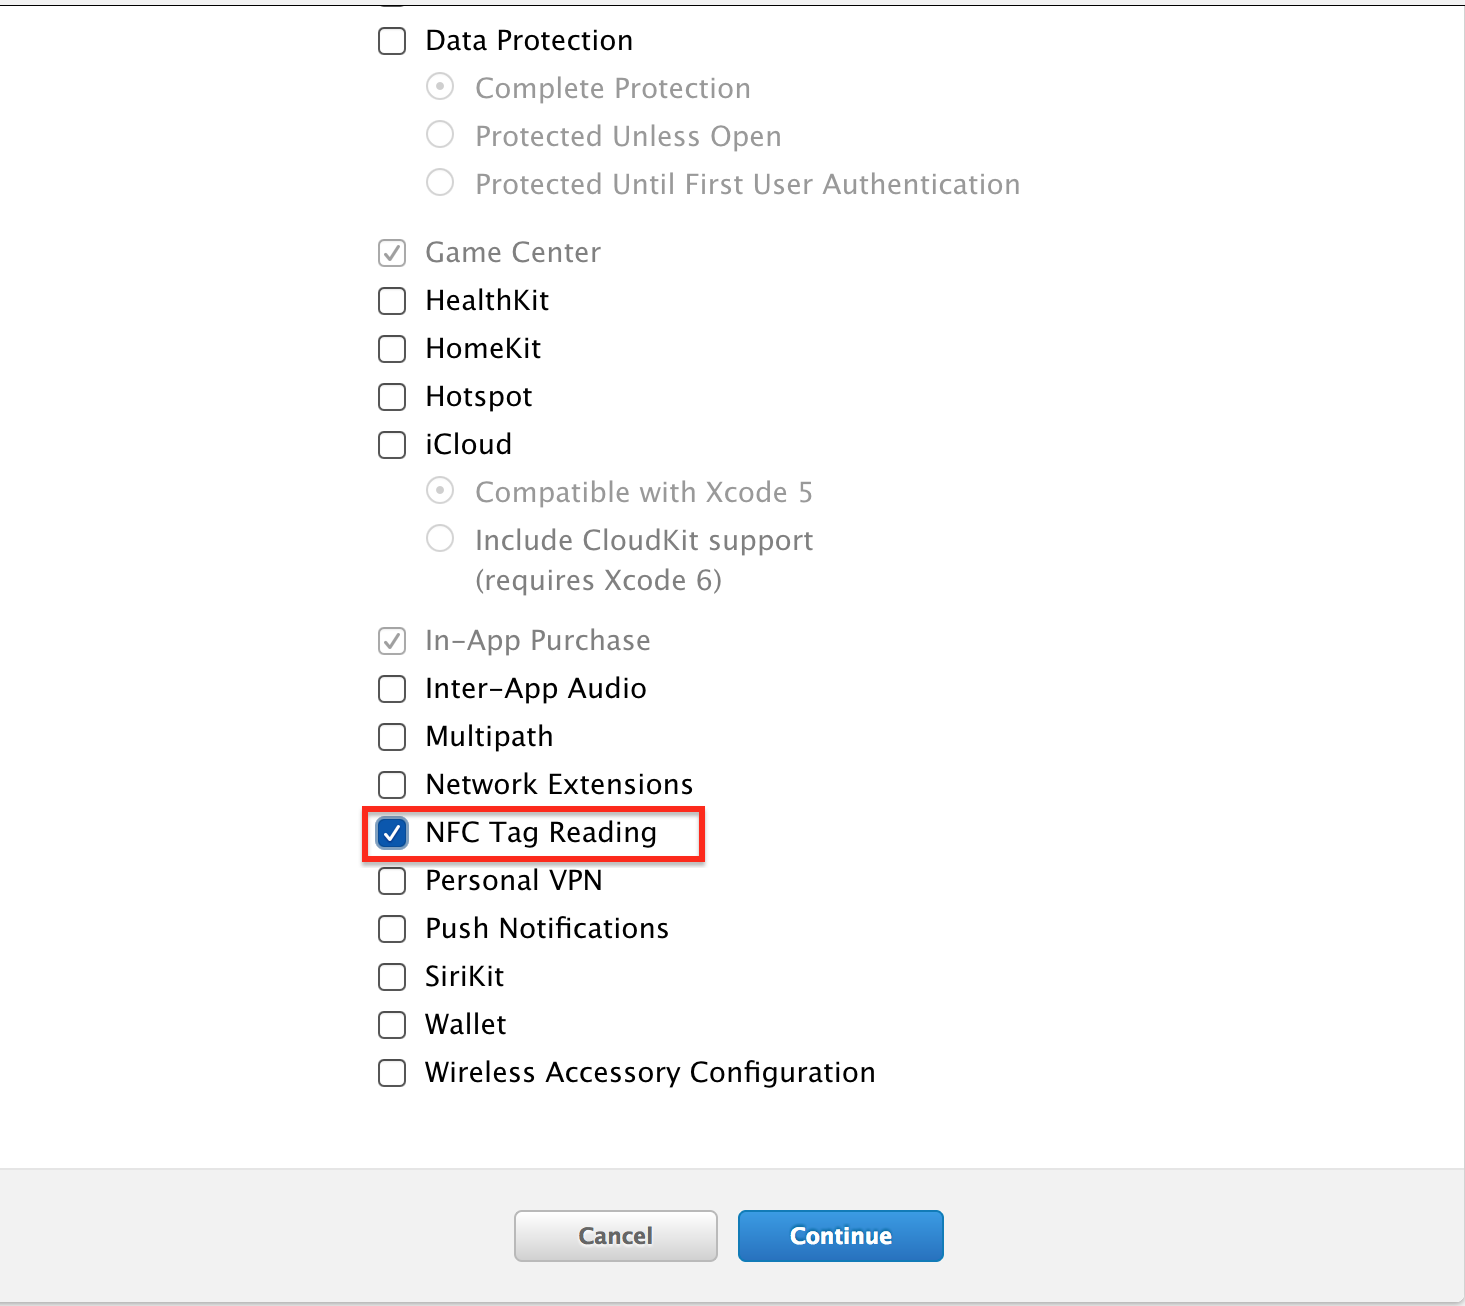 Data Protection
Complete Protection
Protected Unless Open
Protected Until First User Authentication
Game Center
HealthKit
HomeKit
Hotspot
iCloud
Compatible with Xcode 5
Include CloudKit support
(requires Xcode 6)
In-App Purchase
Inter-App Audio
Multipath
Network Extensions
NFC Tag Reading
Personal VPN
Push Notifications
SiriKit
Wallet
Wireless Accessory Configuration
Cancel
Continue